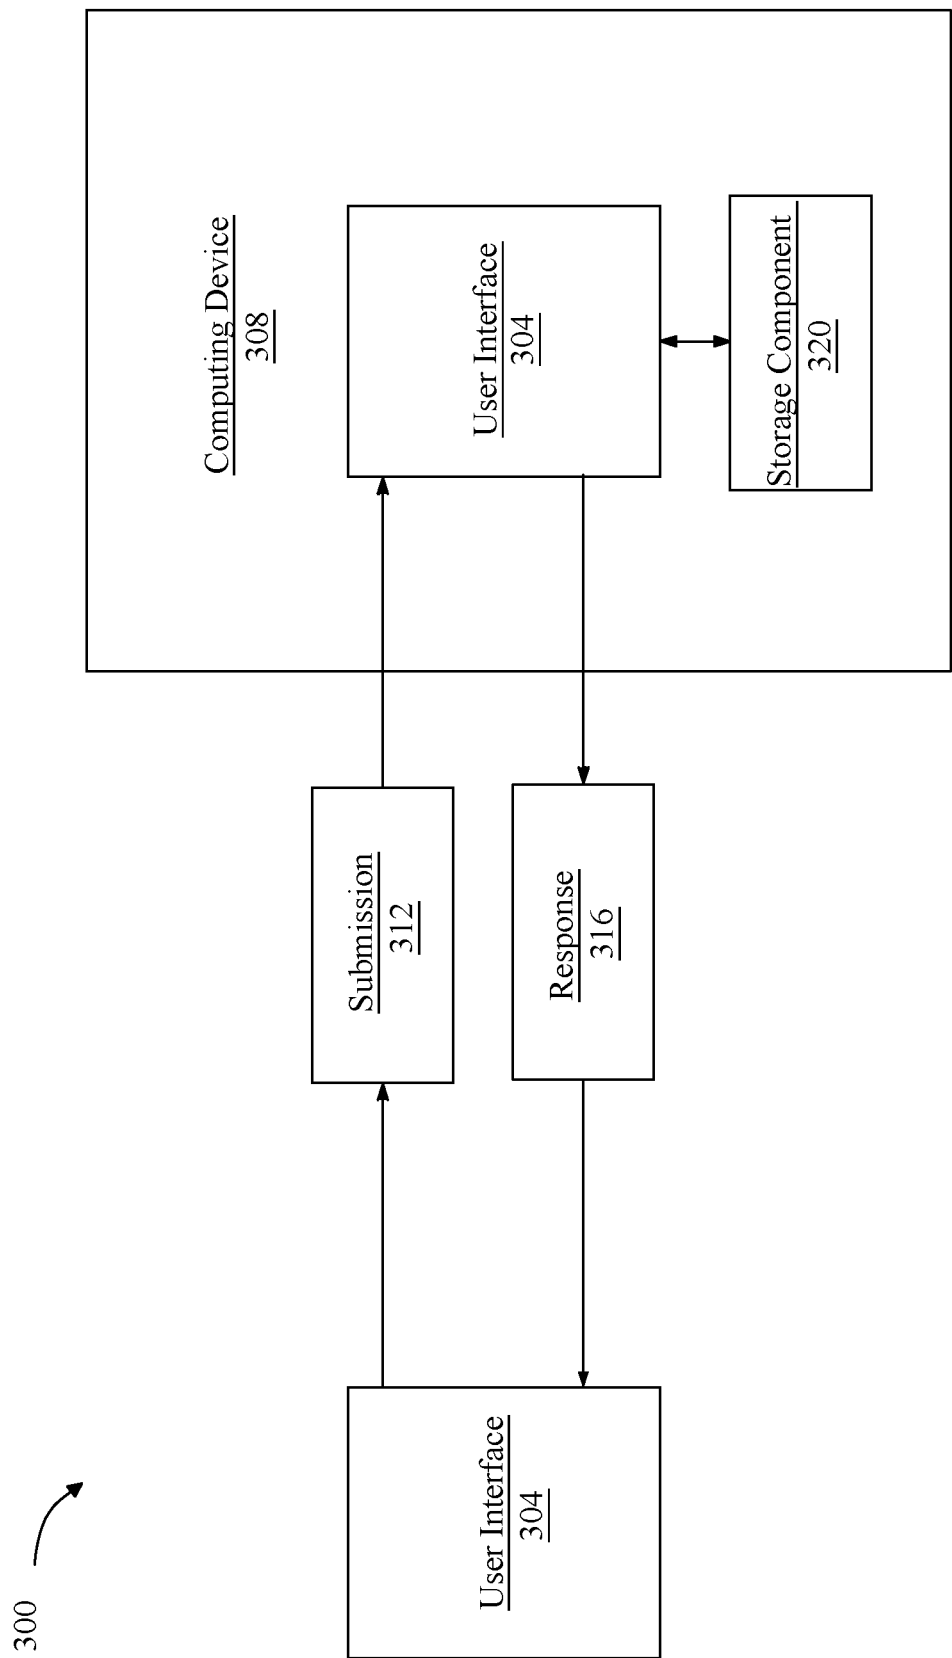 300
User Interface
304
Submission
312
Response
316
Computing Device
308
User Interface
304
Storage Component
320